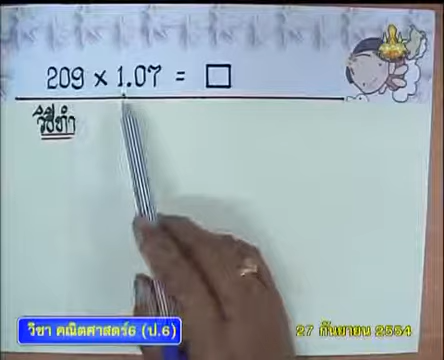 209 × 1.07 = □
วิธีทำ
วิชา คณิตศาสตร์6 (ป.6)
27 กันยายน 2554